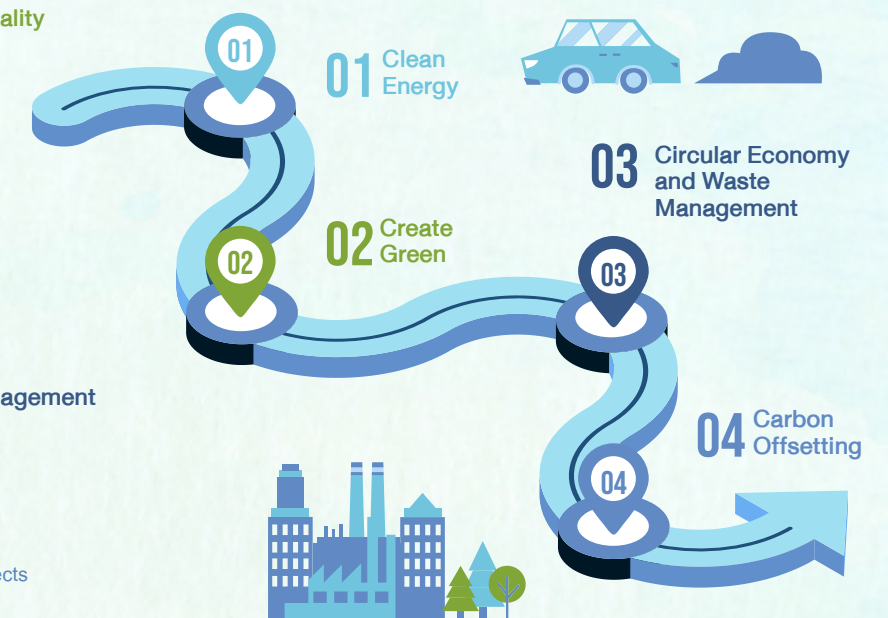 ality
01
01 Clean
Energy
03 Circular Economy
and Waste
Management
02
02 Create
Green
03
agement
04 Carbon
Offsetting
04
ects